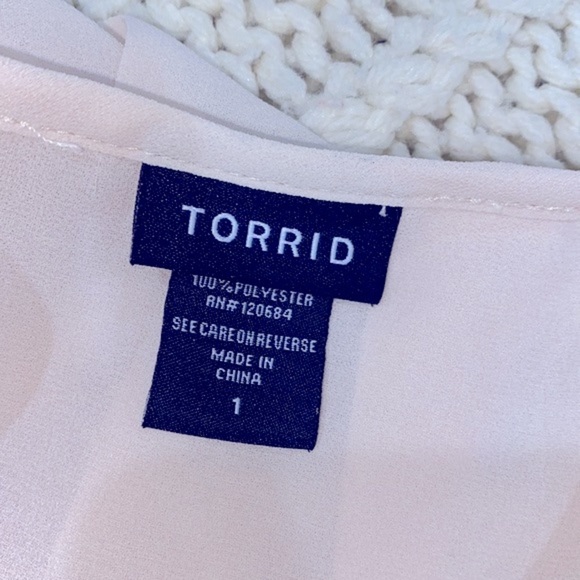 TORRID
100%POLYESTER
RN#120684
SEE CARE ON REVERSE
MADE IN
CHINA
1